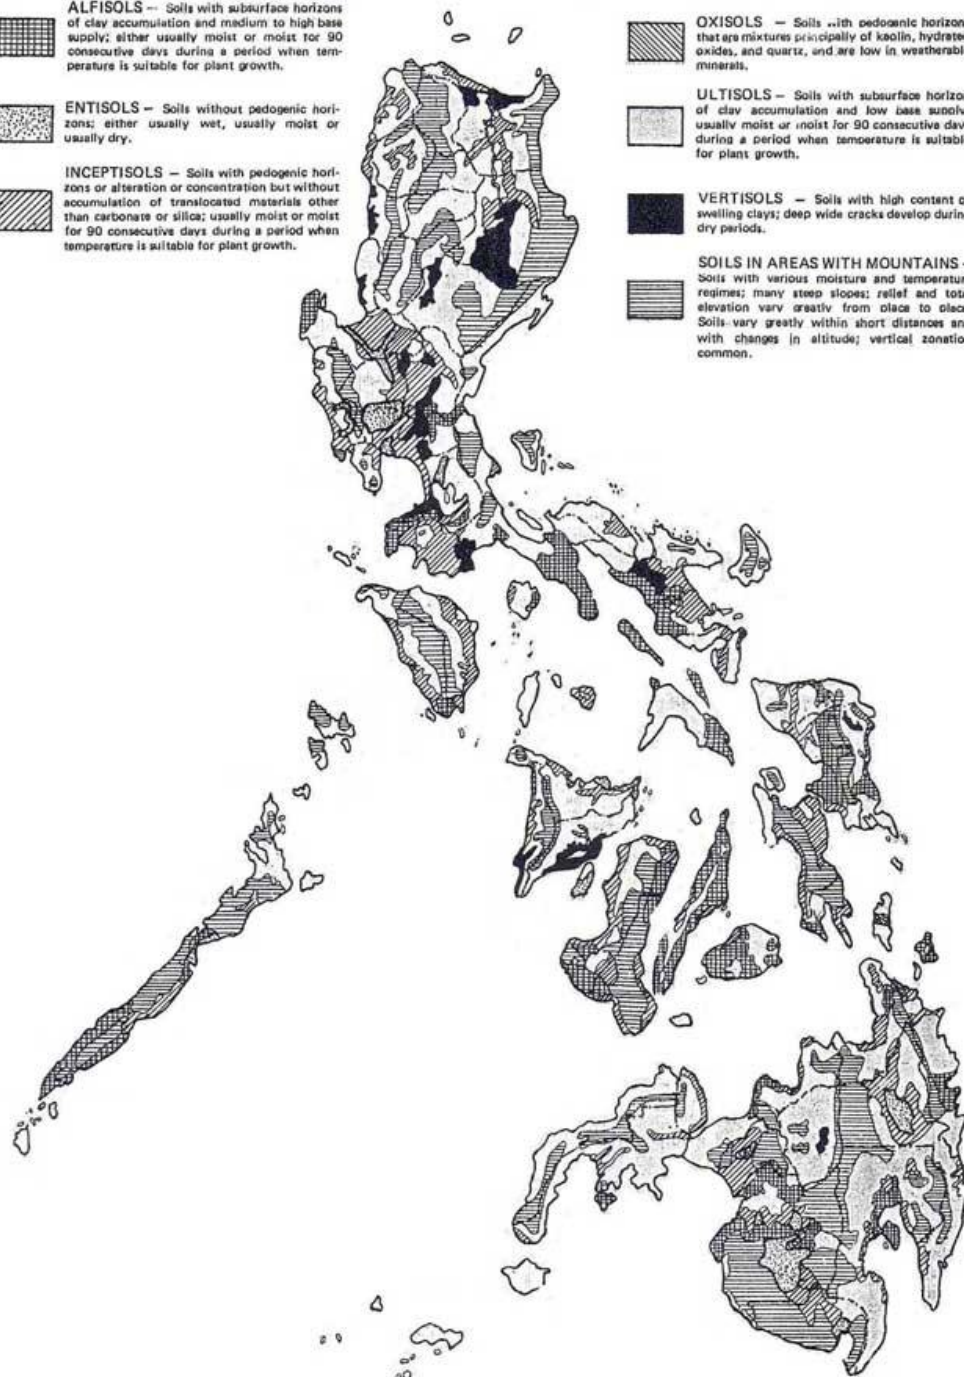 ALFISOLS — Soils with subsurface horizons
of clay accumulation and medium to high base
supply; either usually moist or moist for 90
consecutive days during a period when tem-
perature is suitable for plant growth.
ENTISOLS — Soils without pedogenic hori-
zons; either usually wet, usually moist or
usually dry.
INCEPTISOLS — Soils with pedogenic hori-
zons or alteration or concentration but without
accumulation of translocated materials other
than carbonate or silica; usually moist or moist
for 90 consecutive days during a period when
temperature is suitable for plant growth.
OXISOLS — Soils with pedogenic horizon
that are mixtures principally of kaolin, hydrated
oxides, and quartz, and are low in weatherabl
minerals.
ULTISOLS — Soils with subsurface horizon
of clay accumulation and low base supply
usually moist or moist for 90 consecutive day
during a period when temperature is suitabl
for plant growth.
VERTISOLS — Soils with high content o
swelling clays; deep wide cracks develop durin
dry periods.
SOILS IN AREAS WITH MOUNTAINS –
Soils with various moisture and temperatur
regimes; many steep slopes; relief and tota
elevation vary greatly from place to place
Soils vary greatly within short distances an
with changes in altitude; vertical zonatio
common.